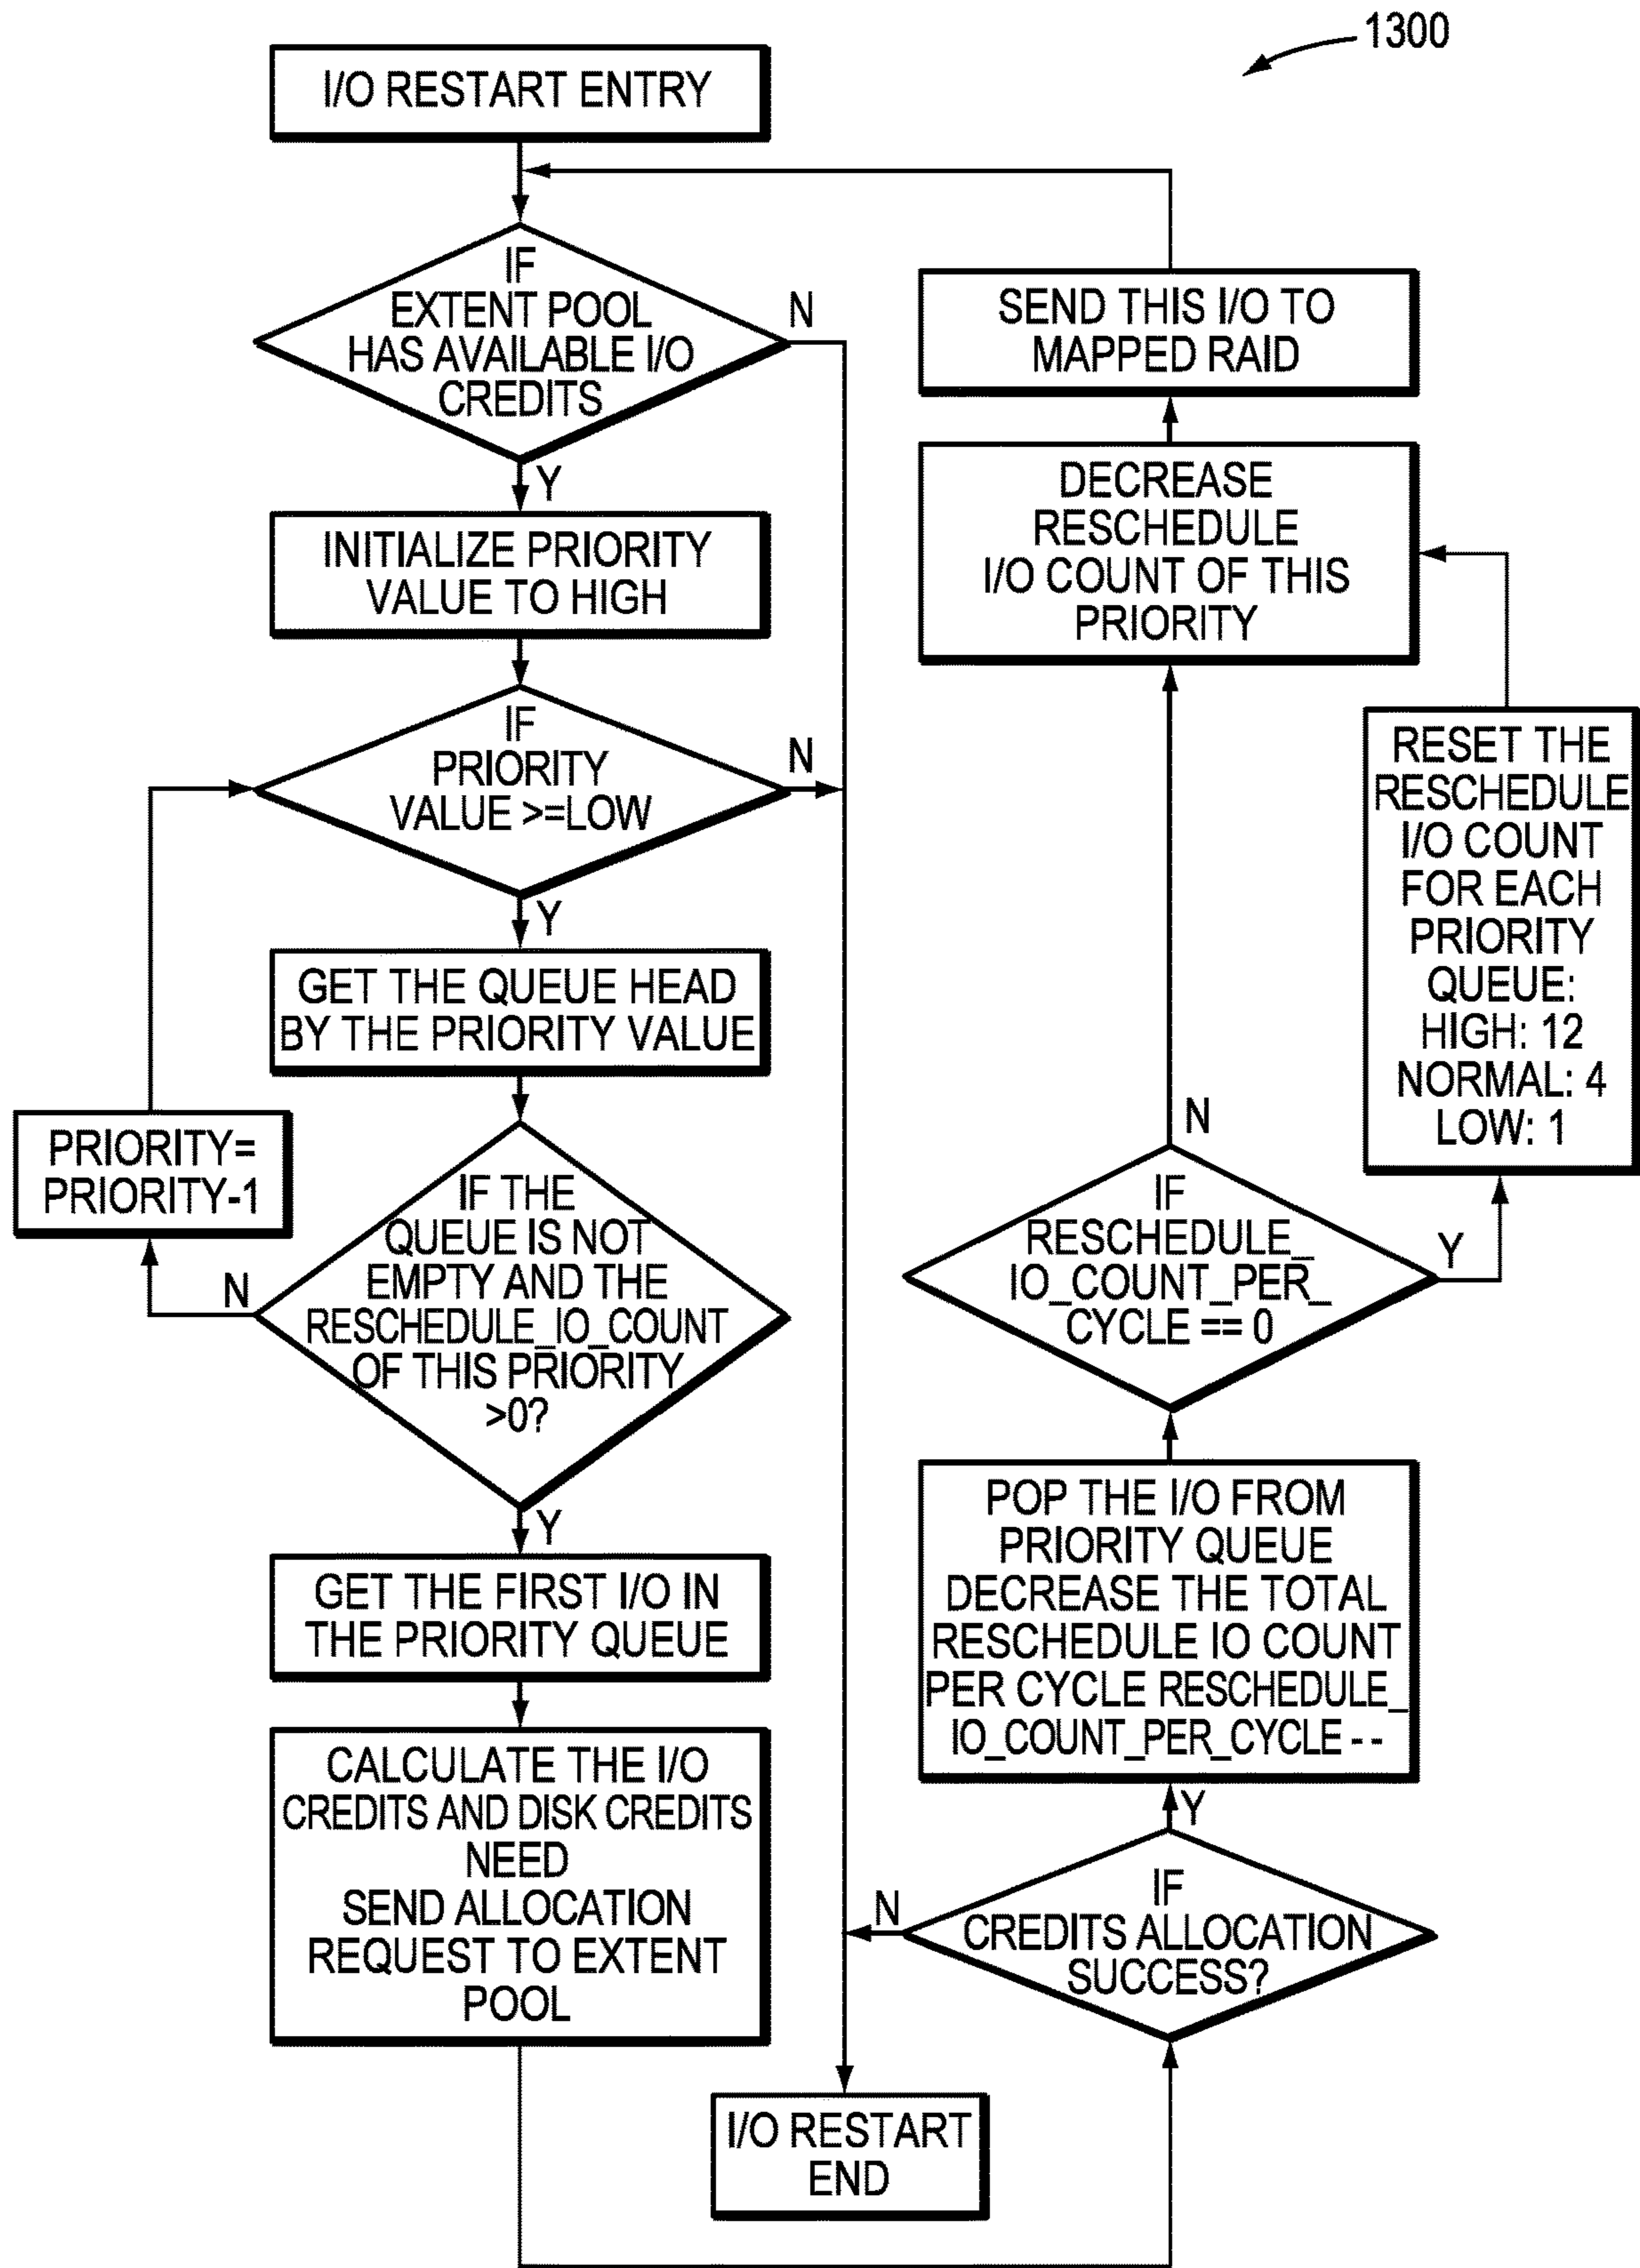 1300
I/O RESTART ENTRY
IF
EXTENT POOL
HAS AVAILABLE I/O
CREDITS
N
Y
INITIALIZE PRIORITY
VALUE TO HIGH
IF
PRIORITY
VALUE >=LOW
N
Y
GET THE QUEUE HEAD
BY THE PRIORITY VALUE
PRIORITY=
PRIORITY-1
IF THE
QUEUE IS NOT
EMPTY AND THE
RESCHEDULE_IO_COUNT
OF THIS PRIORITY
>0?
N
Y
GET THE FIRST I/O IN
THE PRIORITY QUEUE
CALCULATE THE I/O
CREDITS AND DISK CREDITS
NEED
SEND ALLOCATION
REQUEST TO EXTENT
POOL
IF
CREDITS ALLOCATION
SUCCESS?
N
Y
POP THE I/O FROM
PRIORITY QUEUE
DECREASE THE TOTAL
RESCHEDULE IO COUNT
PER CYCLE RESCHEDULE_
IO_COUNT_PER_CYCLE - -
IF
RESCHEDULE_
IO_COUNT_PER_
CYCLE == 0
N
Y
RESET THE
RESCHEDULE
I/O COUNT
FOR EACH
PRIORITY
QUEUE:
HIGH: 12
NORMAL: 4
LOW: 1
DECREASE
RESCHEDULE
I/O COUNT OF THIS
PRIORITY
SEND THIS I/O TO
MAPPED RAID
I/O RESTART
END